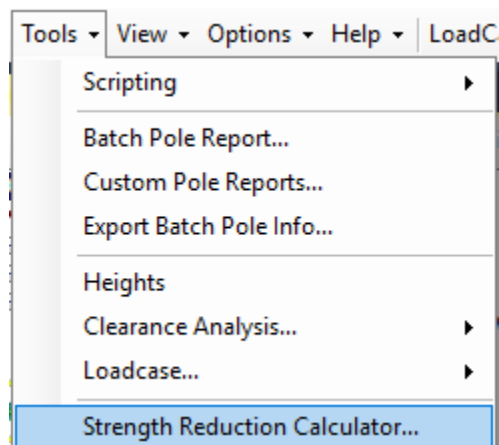 Tools View Options Help LoadC
Scripting
Batch Pole Report...
Custom Pole Reports...
Export Batch Pole Info...
Heights
Clearance Analysis...
Loadcase...
Strength Reduction Calculator...